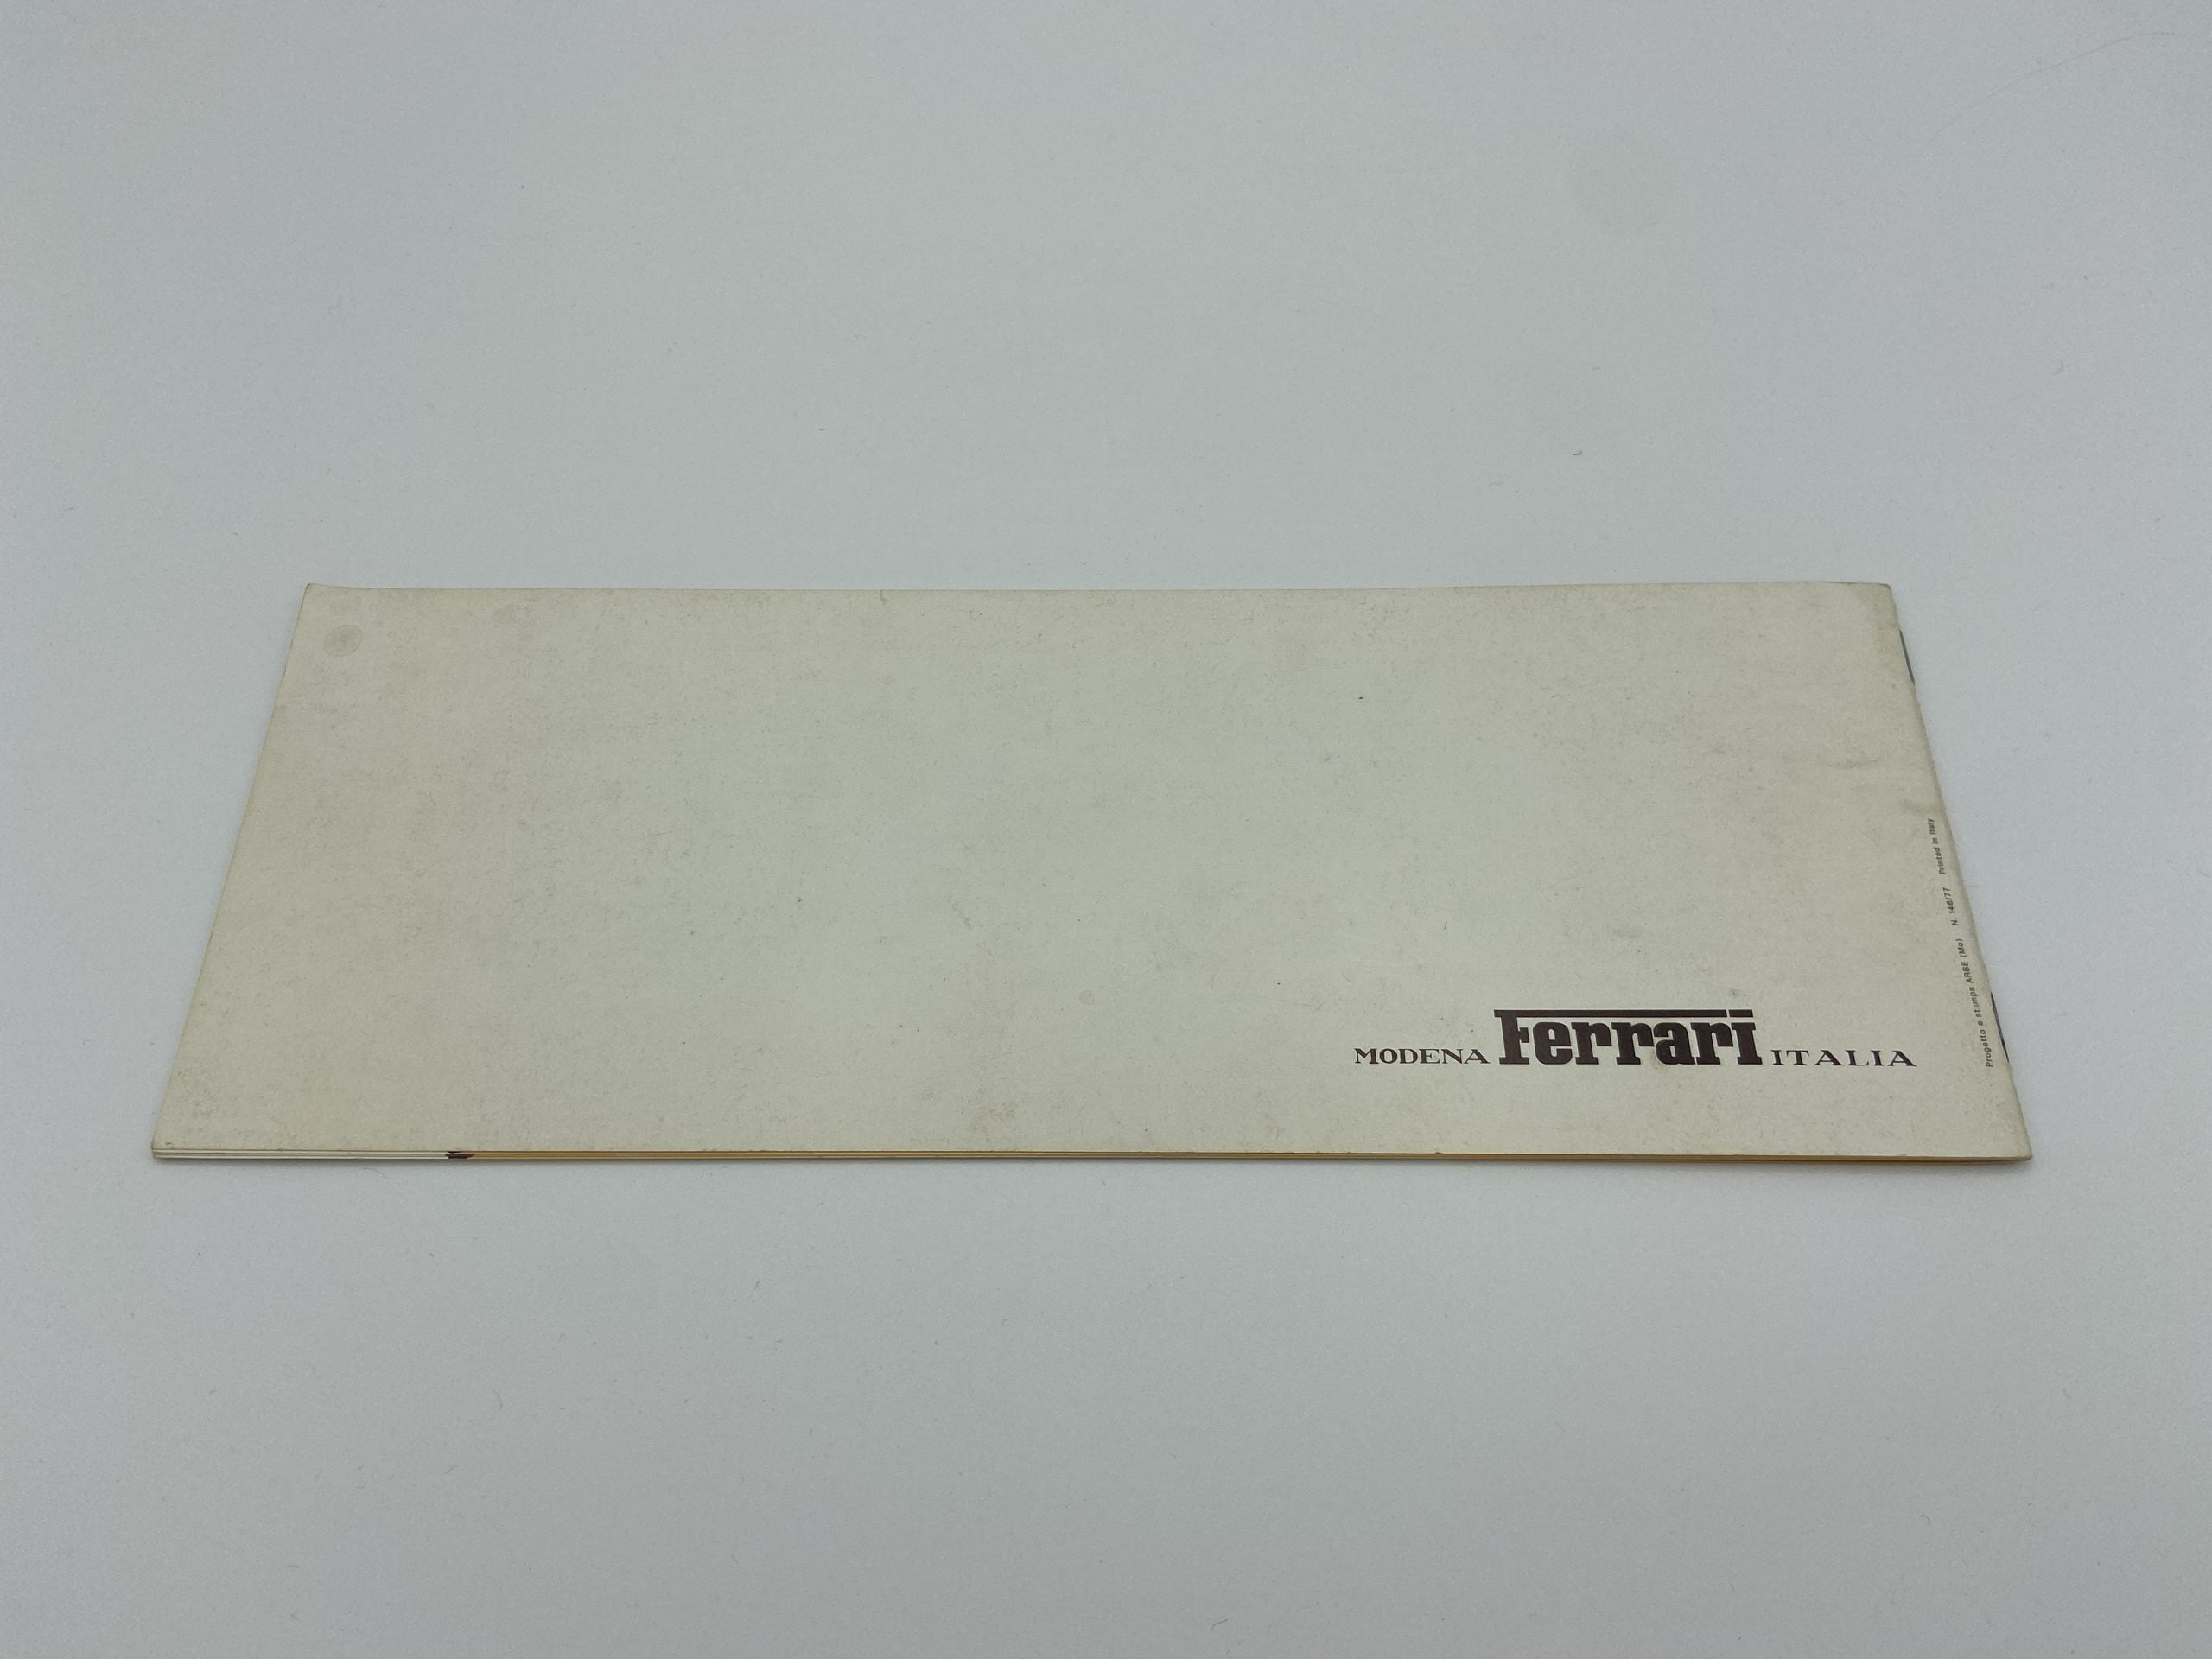 MODENA Ferrari ITALIA
Progetto e stampa ARBE (Mo) N. 146/77 Printed in Italy